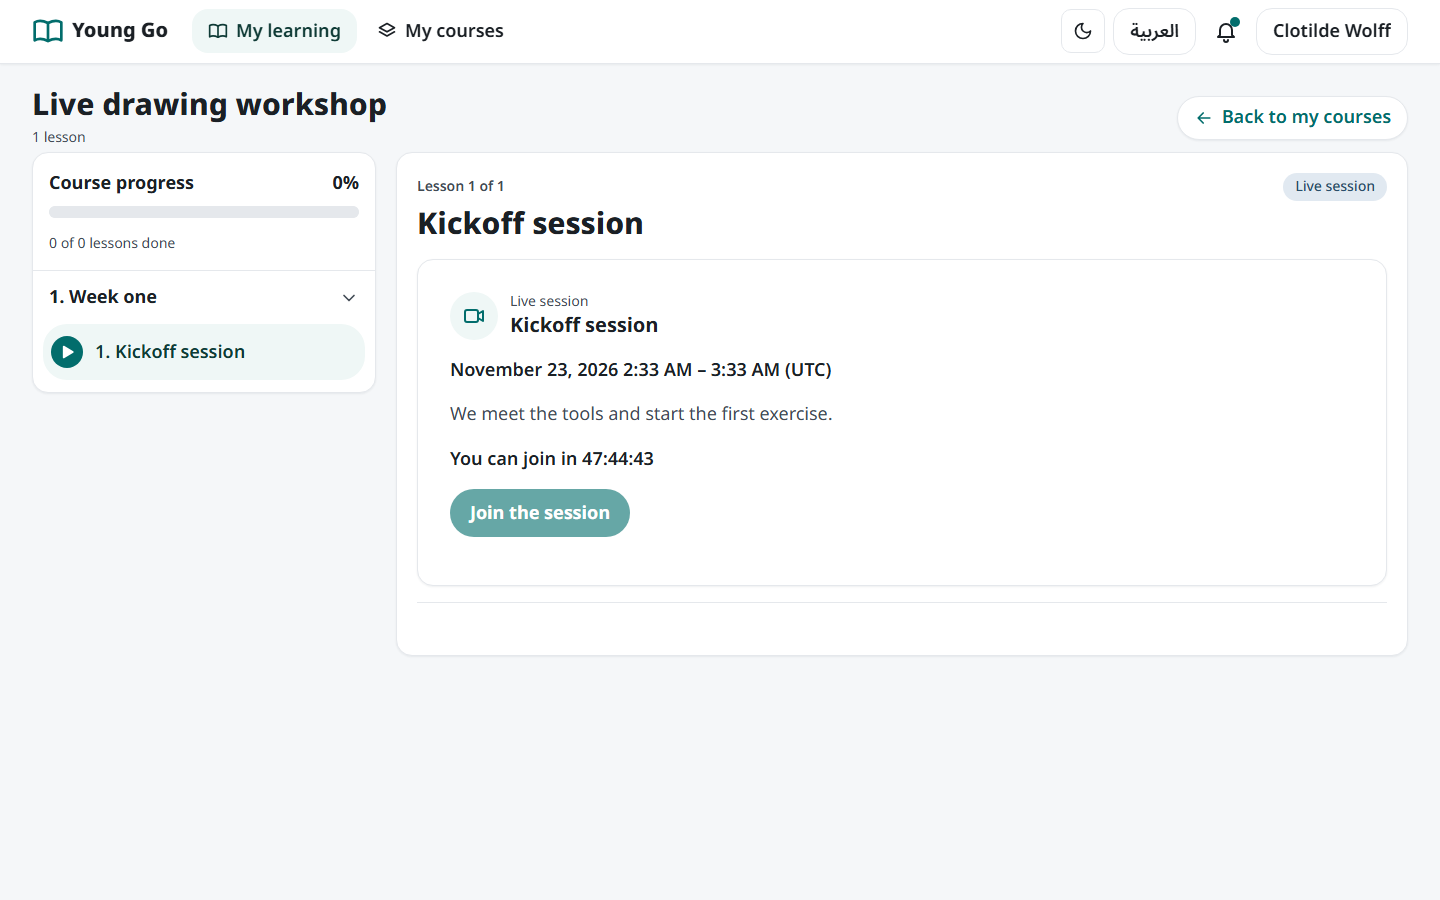 Young Go
My learning
My courses
العربية
Clotilde Wolff
Live drawing workshop
1 lesson
Back to my courses
Course progress
0%
0 of 0 lessons done
1. Week one
1. Kickoff session
Lesson 1 of 1
Live session
Kickoff session
Live session
Kickoff session
November 23, 2026 2:33 AM – 3:33 AM (UTC)
We meet the tools and start the first exercise.
You can join in 47:44:43
Join the session